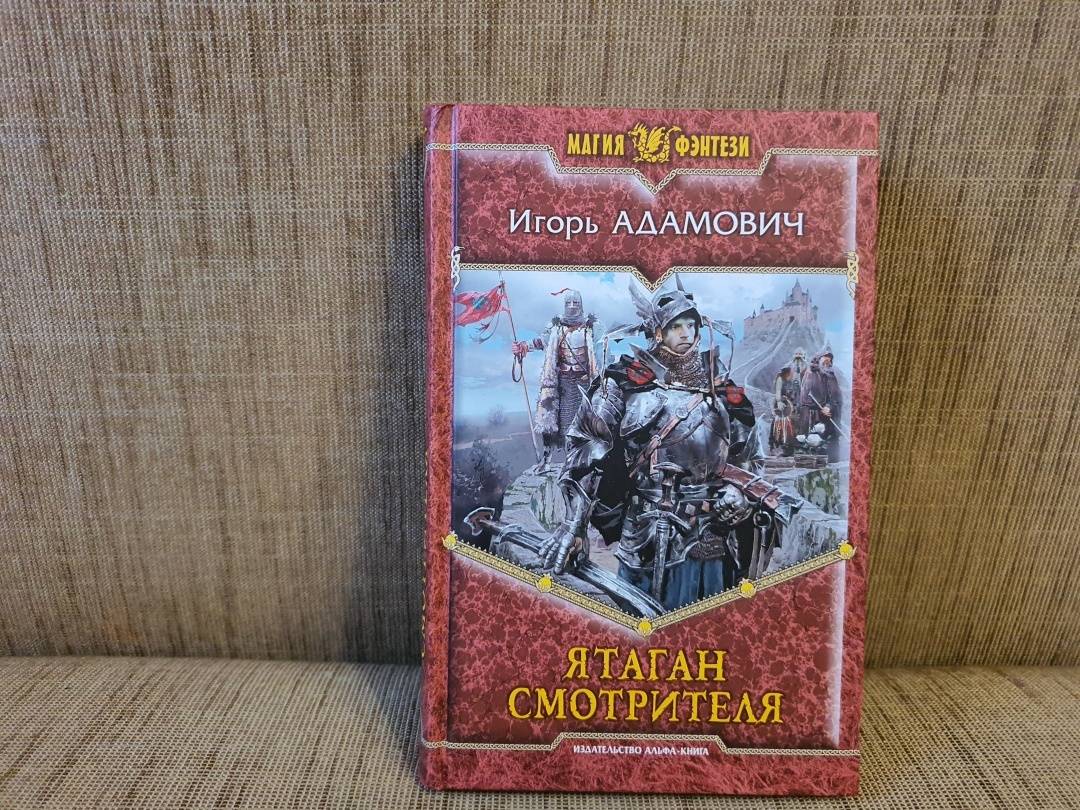 МАГИЯ ФЭНТЕЗИ
Игорь АДАМОВИЧ
ЯТАГАН
СМОТРИТЕЛЯ
ИЗДАТЕЛЬСТВО АЛЬФА-КНИГА